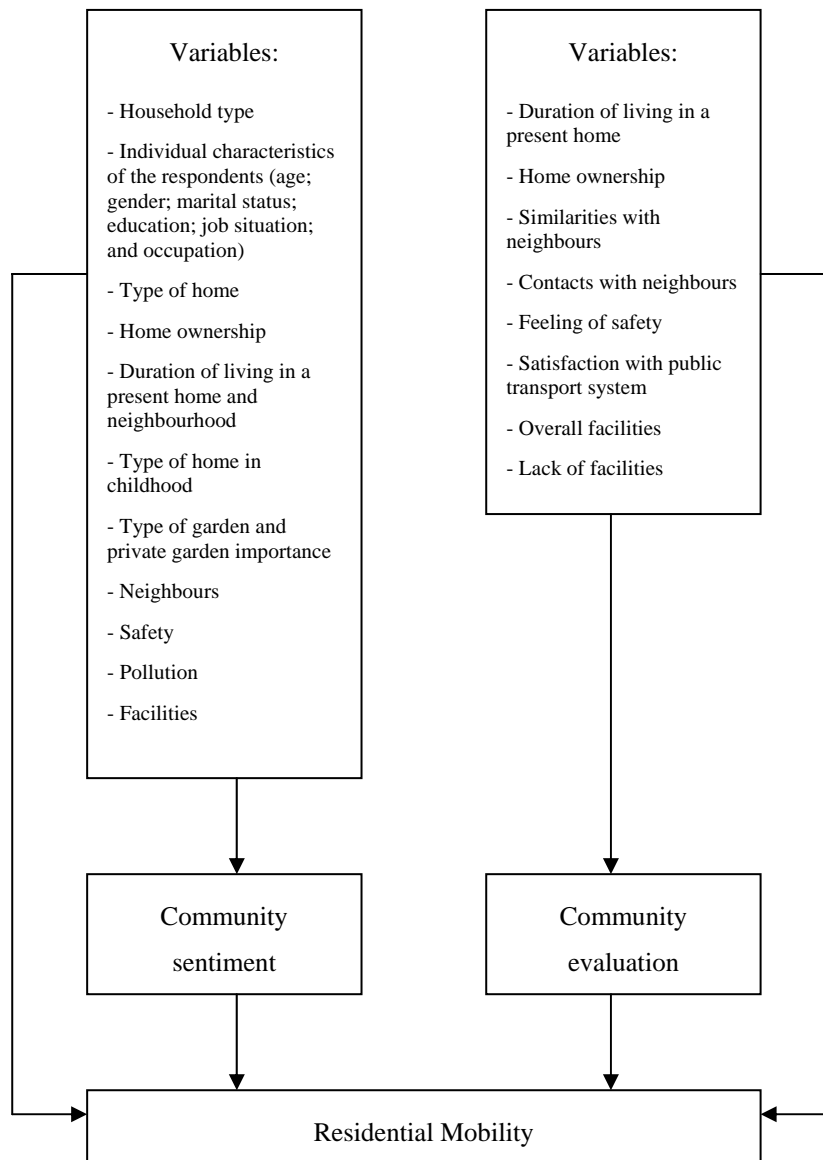 Variables:
- Household type
- Individual characteristics
of the respondents (age;
gender; marital status;
education; job situation;
and occupation)
- Type of home
- Home ownership
- Duration of living in a
present home and
neighbourhood
- Type of home in
childhood
- Type of garden and
private garden importance
- Neighbours
- Safety
- Pollution
- Facilities
Variables:
- Duration of living in a
present home
- Home ownership
- Similarities with
neighbours
- Contacts with neighbours
- Feeling of safety
- Satisfaction with public
transport system
- Overall facilities
- Lack of facilities
Community
sentiment
Community
evaluation
Residential Mobility